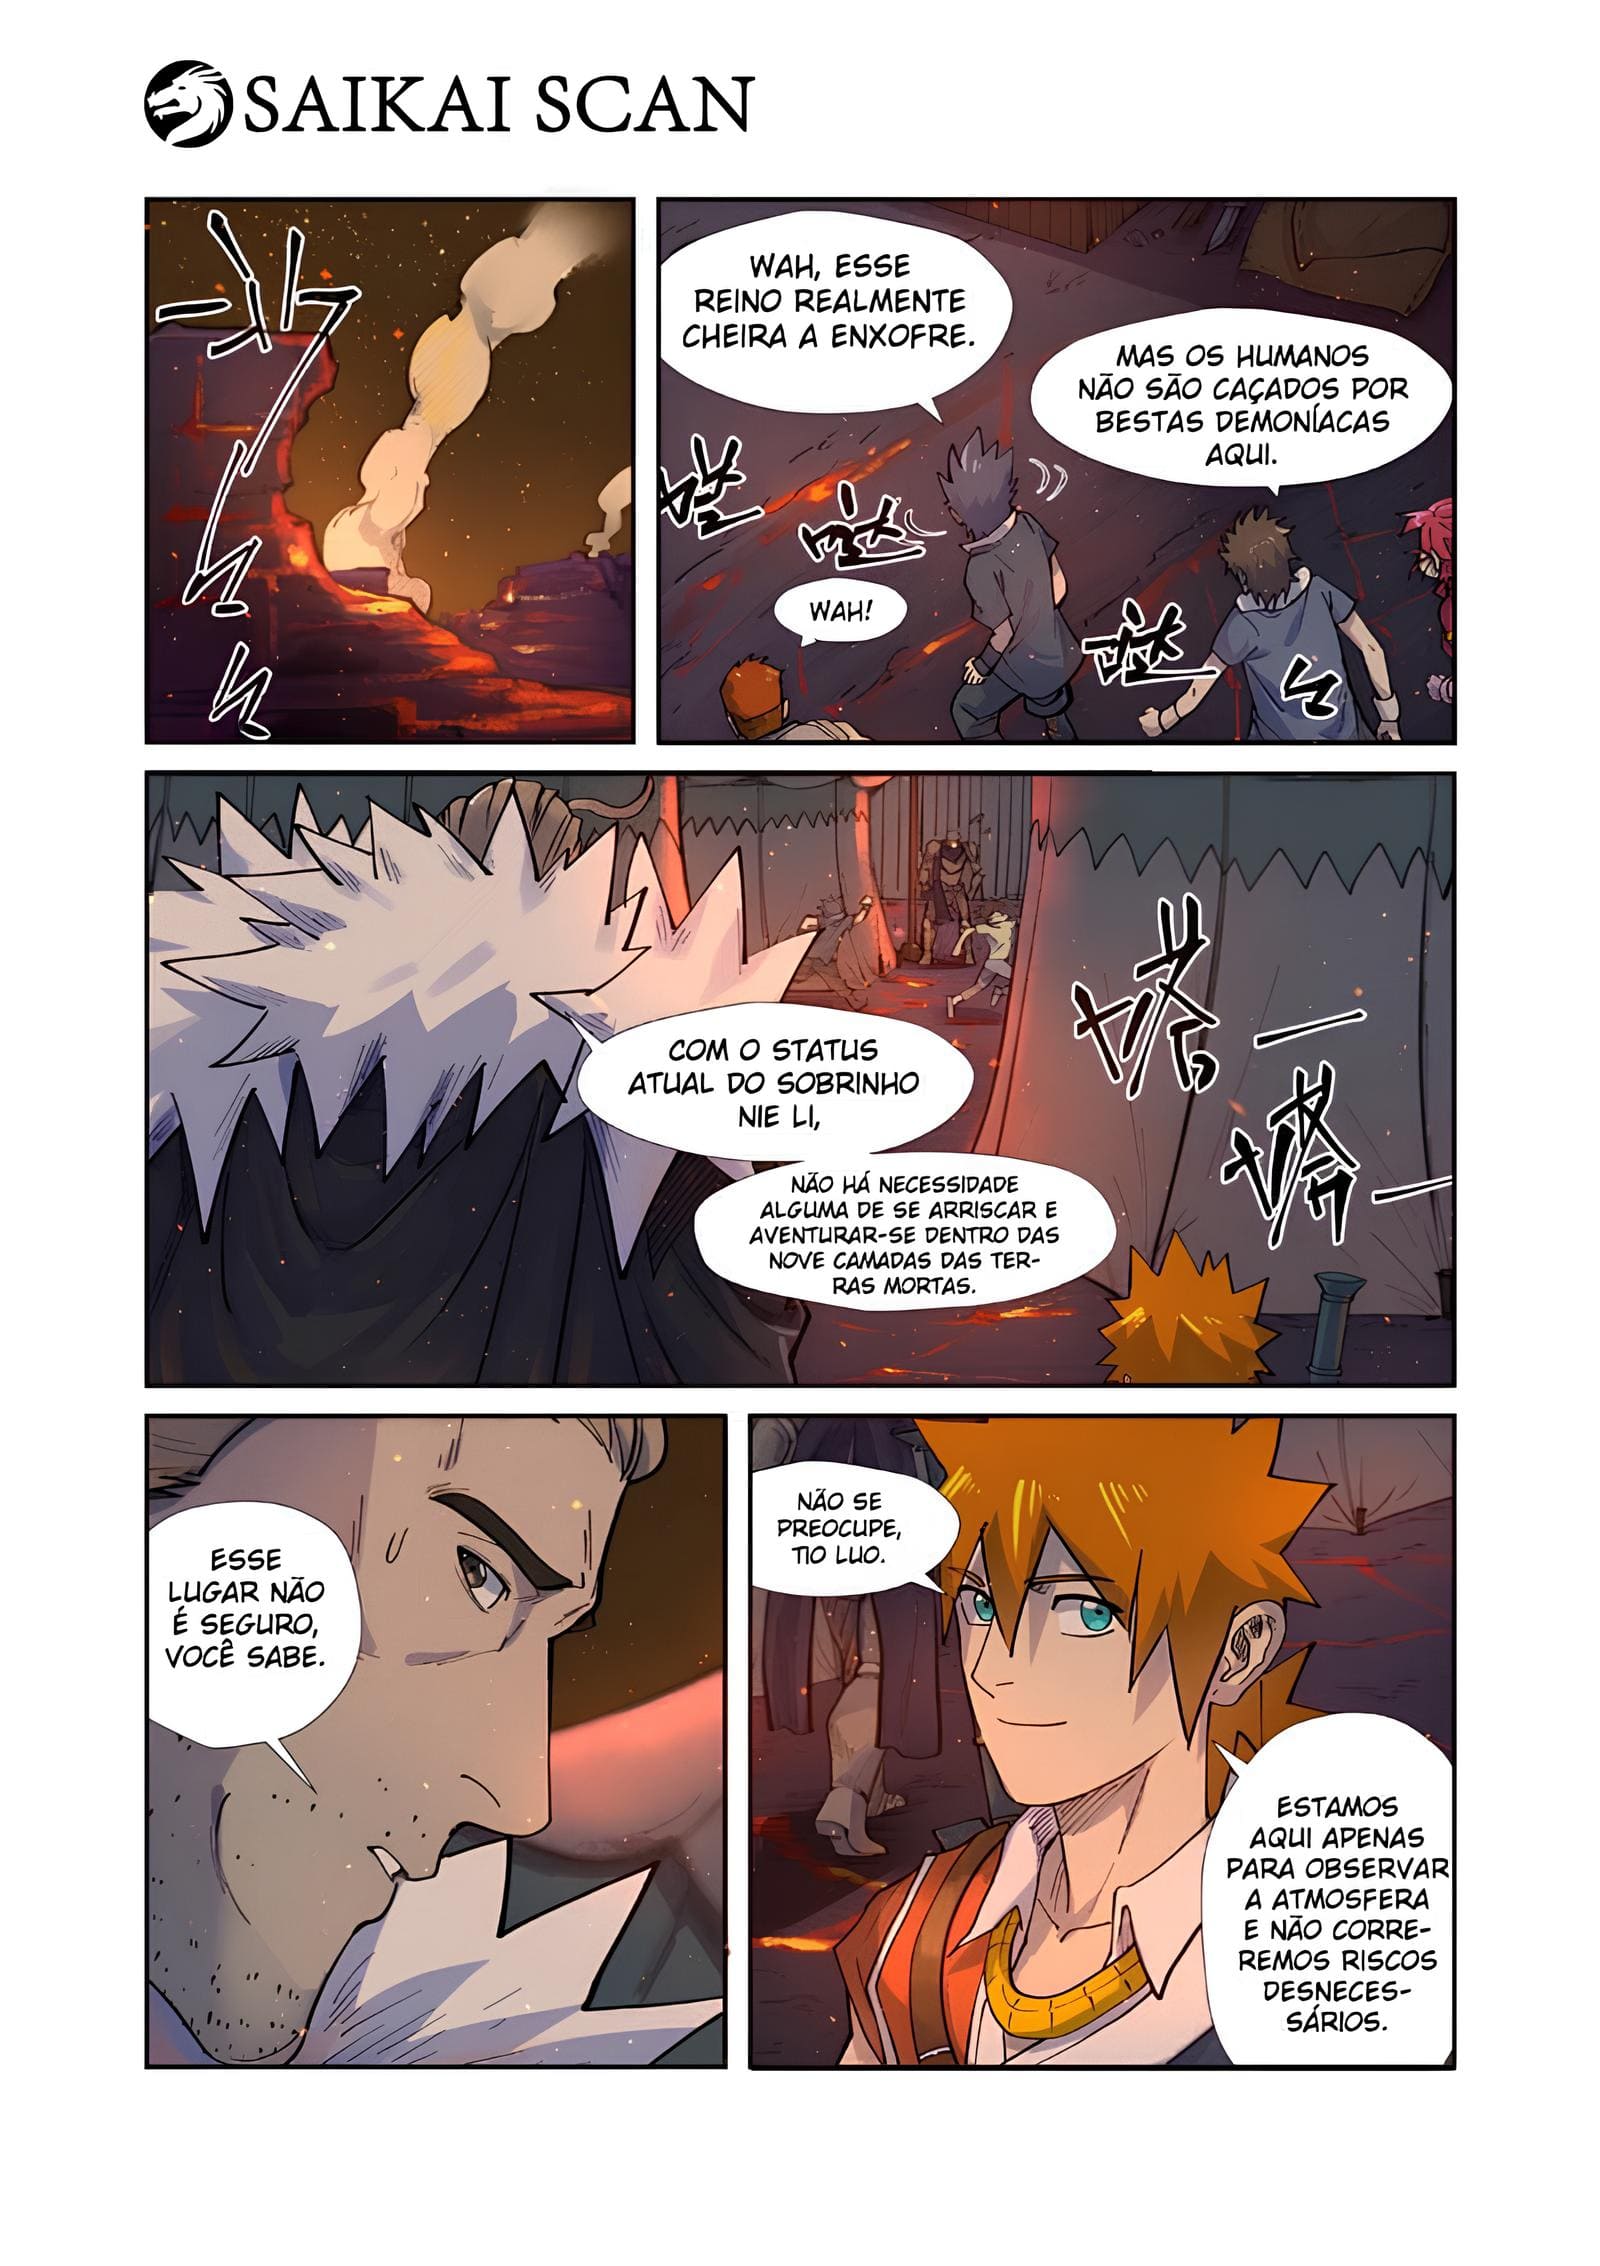 SAIKAI SCAN
WAH, ESSE
REINO REALMENTE
CHEIRA A ENXOFRE.
MAS OS HUMANOS
NÃO SÃO CAÇADOS POR
BESTAS DEMONÍACAS
AQUI.
哒
哒
WAH!
哒
COM O STATUS
ATUAL DO SOBRINHO
NIE LI,
NÃO HÁ NECESSIDADE
ALGUMA DE SE ARRISCAR E
AVENTURAR-SE DENTRO DAS
NOVE CAMADAS DAS TER-
RAS MORTAS.
ESSE
LUGAR NÃO
É SEGURO,
VOCÊ SABE.
NÃO SE
PREOCUPE,
TIO LUO.
ESTAMOS
AQUI APENAS
PARA OBSERVAR
A ATMOSFERA
E NÃO CORRE-
REMOS RISCOS
DESNECES-
SÁRIOS.